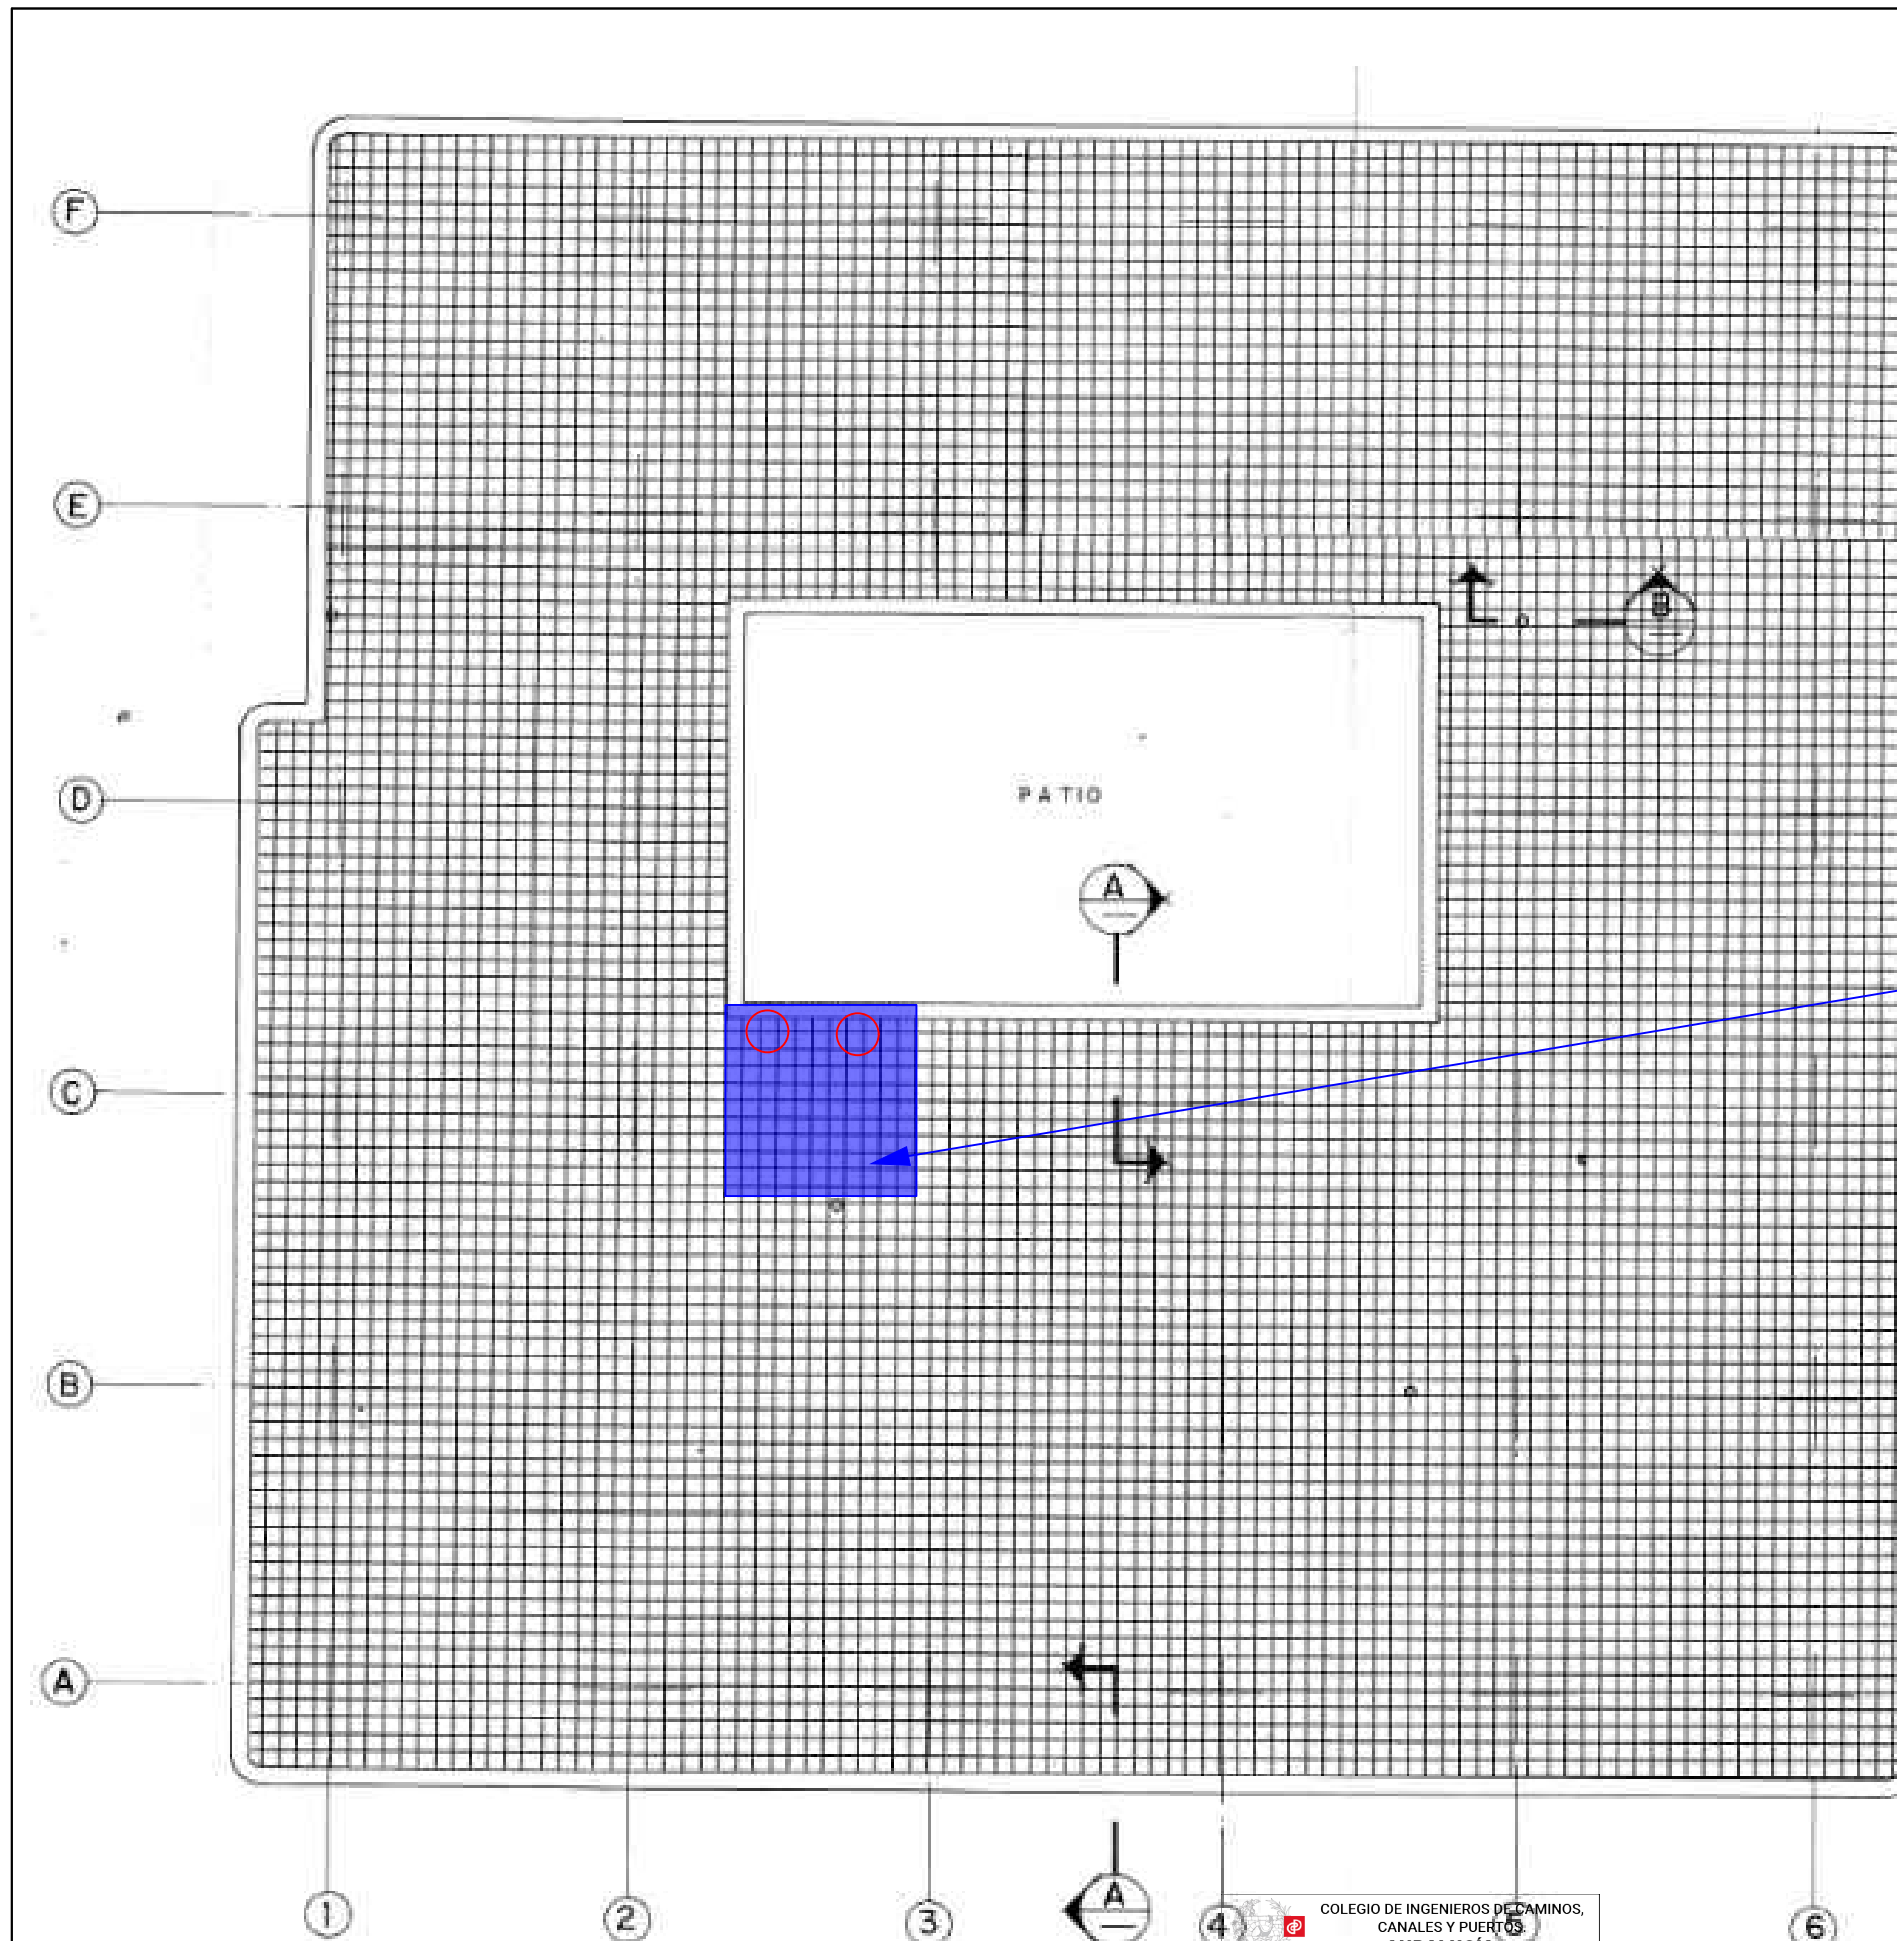 F
E
B
D
PATIO
A
C
B
A
1
2
3
A
4
5
6
COLEGIO DE INGENIEROS DE CAMINOS,
CANALES Y PUERTOS.